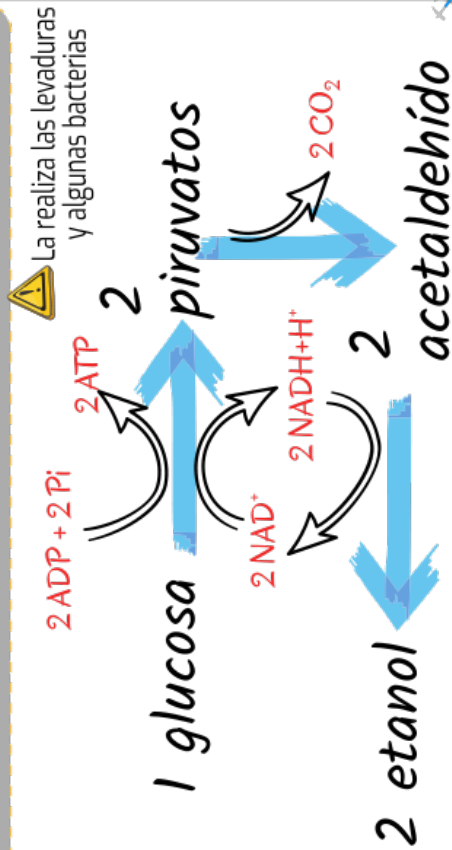 La realiza las levaduras
y algunas bacterias
2 ADP + 2 Pi
2 ATP
1 glucosa
2
piruvatos
2 NAD⁺
2 NADH+H⁺
2 CO₂
2 etanol
2
acetaldehído